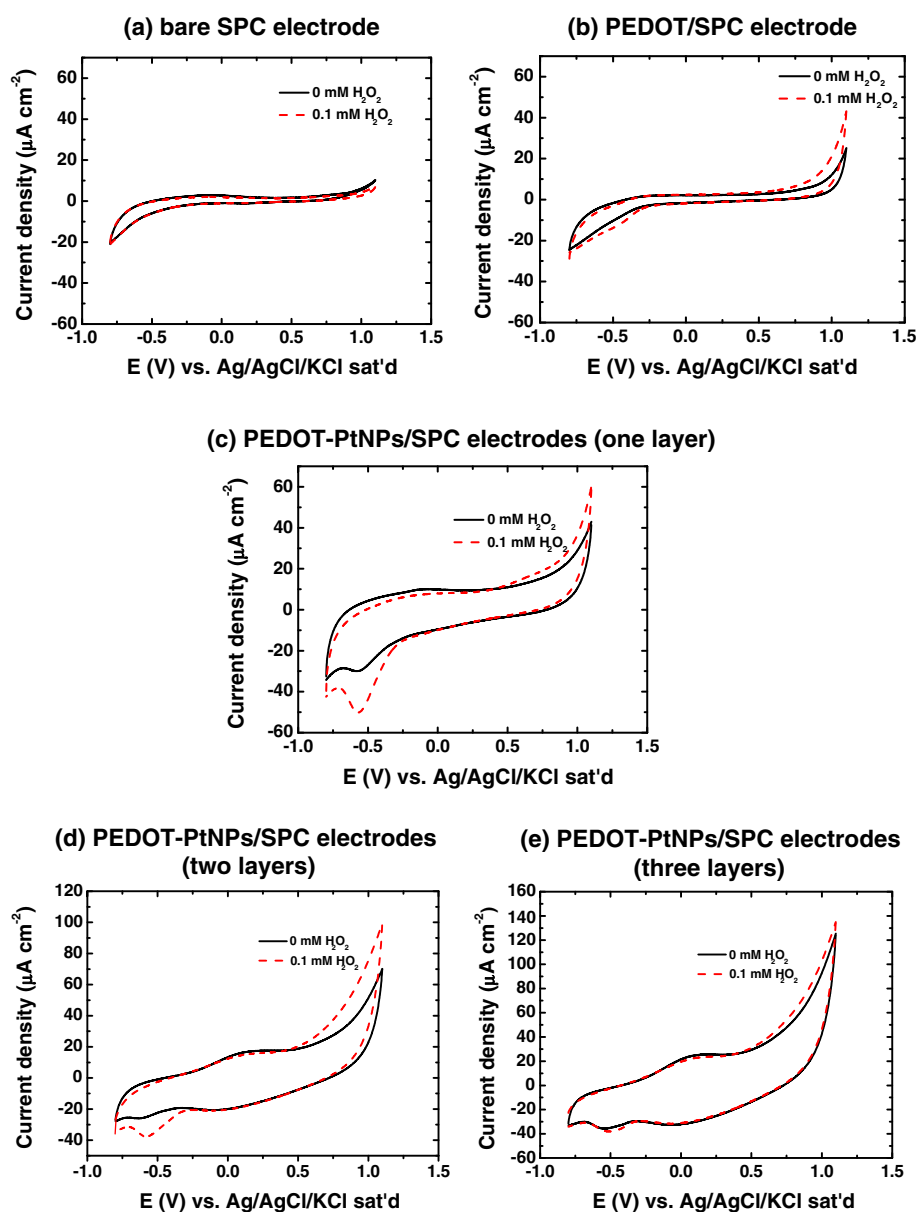 (a) bare SPC electrode
60
40
20
0
-20
-40
-60
Current density (μA cm⁻²)
0 mM H₂O₂
0.1 mM H₂O₂
-1.0 -0.5 0.0 0.5 1.0 1.5
E (V) vs. Ag/AgCl/KCl sat'd
(b) PEDOT/SPC electrode
60
40
20
0
-20
-40
-60
Current density (μA cm⁻²)
0 mM H₂O₂
0.1 mM H₂O₂
-1.0 -0.5 0.0 0.5 1.0 1.5
E (V) vs. Ag/AgCl/KCl sat'd
(c) PEDOT-PtNPs/SPC electrodes (one layer)
60
40
20
0
-20
-40
-60
Current density (μA cm⁻²)
0 mM H₂O₂
0.1 mM H₂O₂
-1.0 -0.5 0.0 0.5 1.0 1.5
E (V) vs. Ag/AgCl/KCl sat'd
(d) PEDOT-PtNPs/SPC electrodes
(two layers)
120
100
80
60
40
20
0
-20
-40
Current density (μA cm⁻²)
0 mM H₂O₂
0.1 mM H₂O₂
-1.0 -0.5 0.0 0.5 1.0 1.5
E (V) vs. Ag/AgCl/KCl sat'd
(e) PEDOT-PtNPs/SPC electrodes
(three layers)
160
140
120
100
80
60
40
20
0
-20
-40
-60
Current density (μA cm⁻²)
0 mM H₂O₂
0.1 mM H₂O₂
-1.0 -0.5 0.0 0.5 1.0 1.5
E (V) vs. Ag/AgCl/KCl sat'd